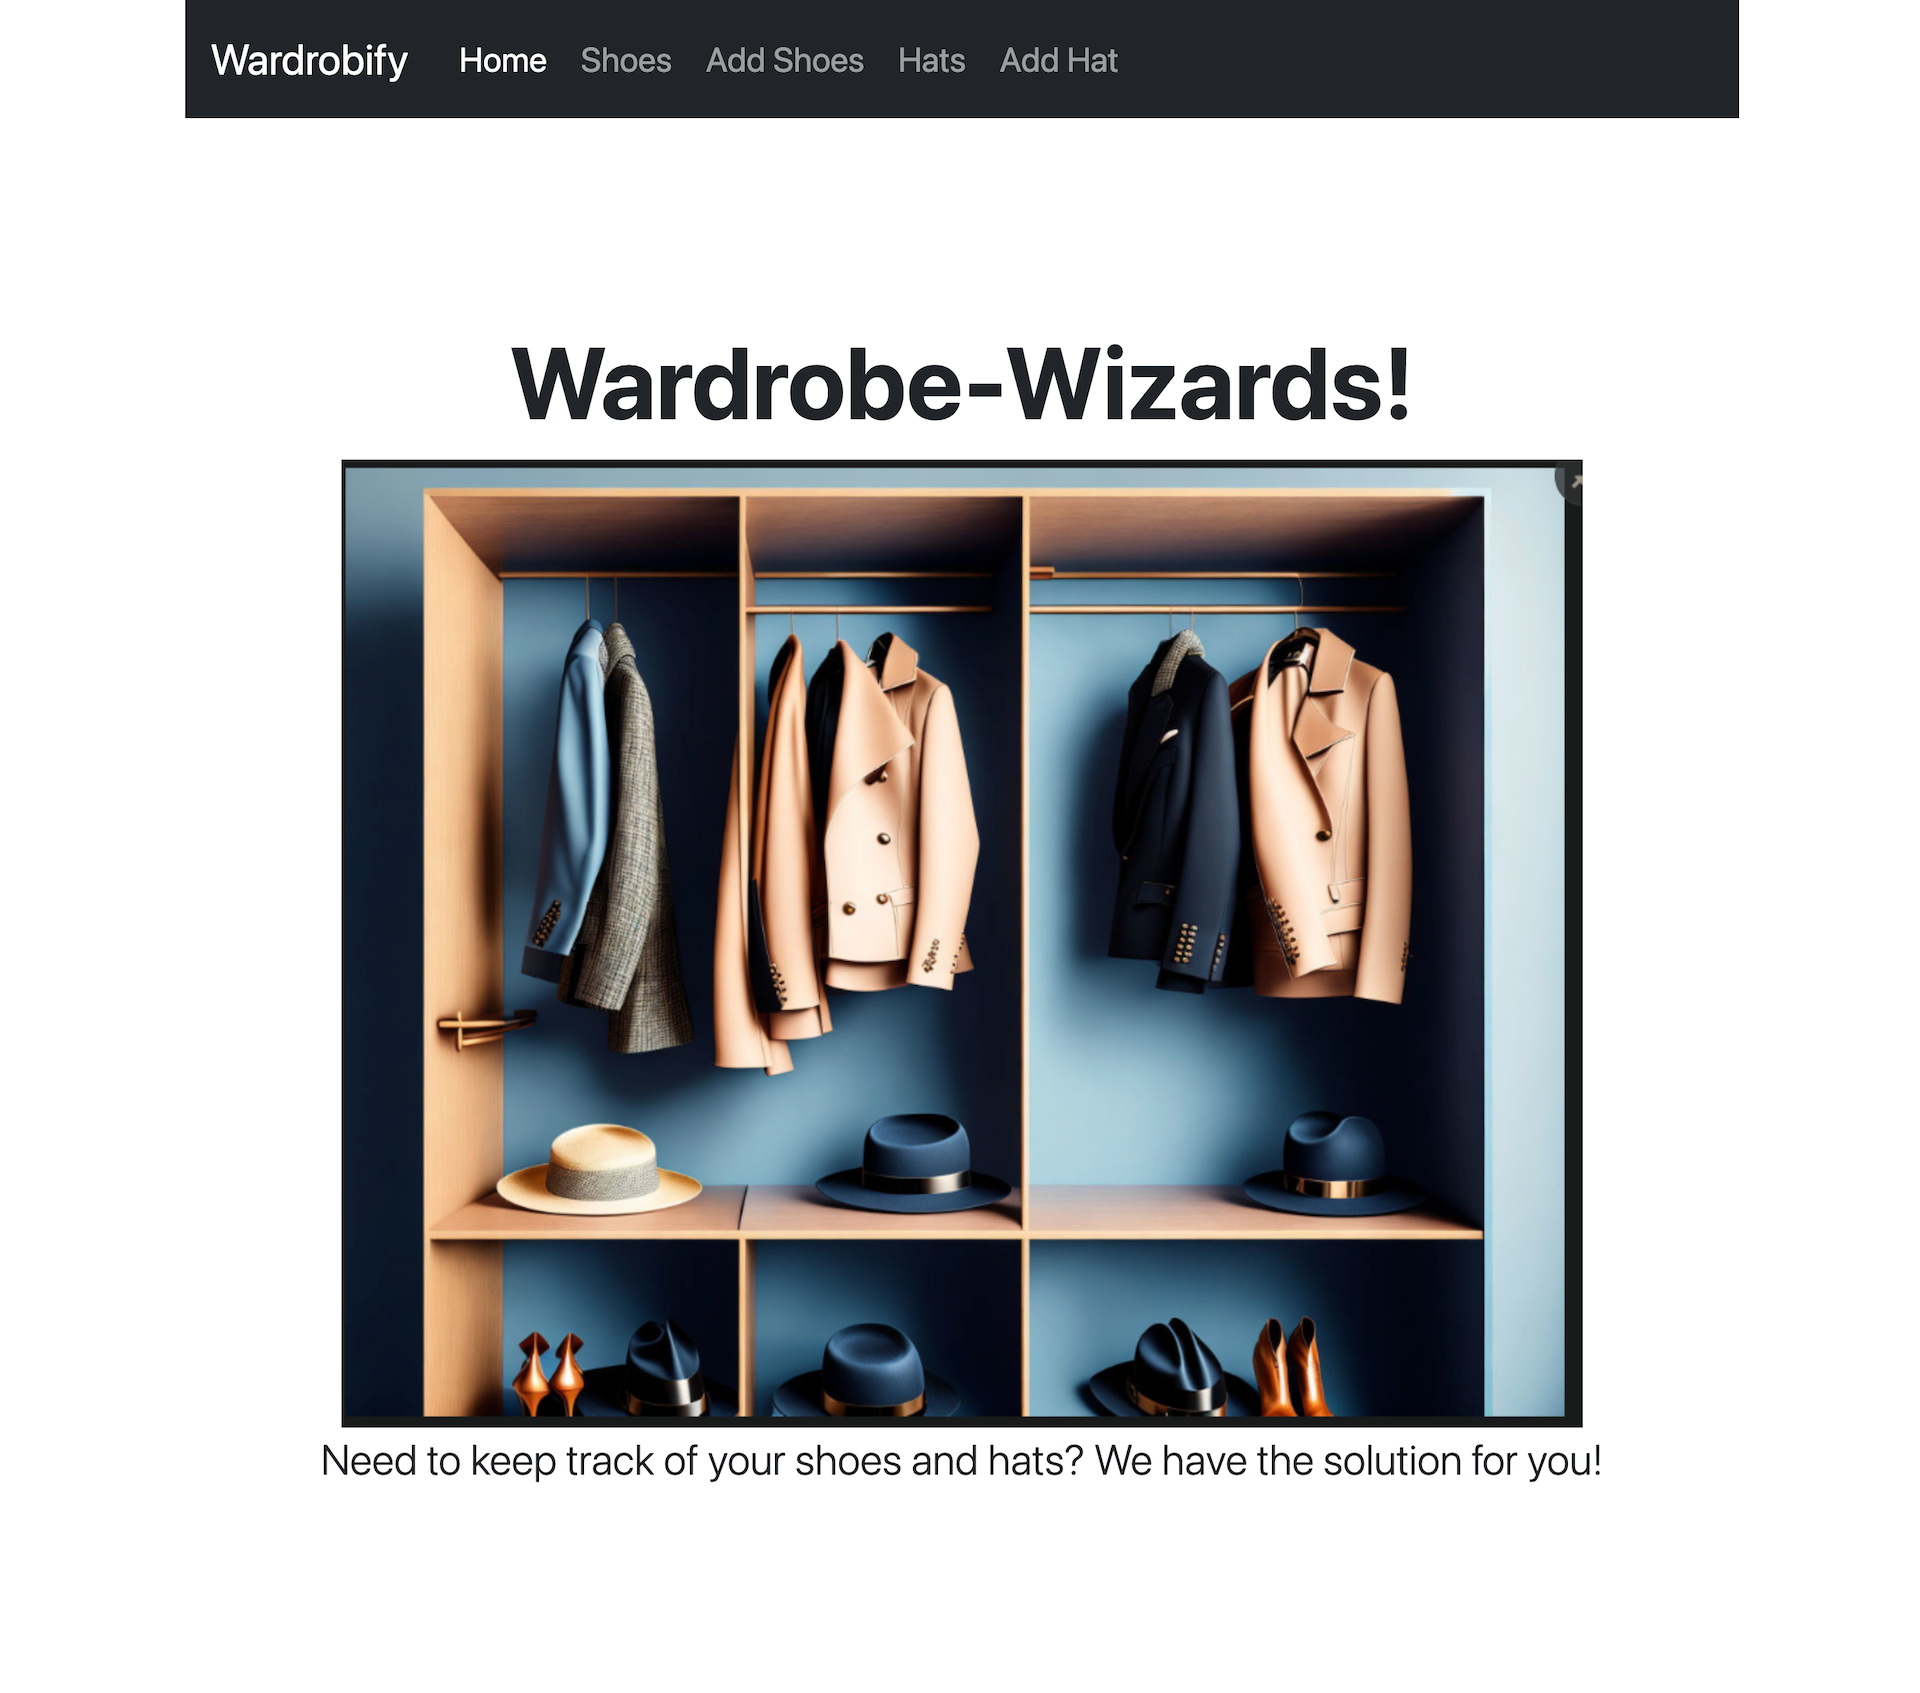 Wardrobify Home Shoes Add Shoes Hats Add Hat
Wardrobe-Wizards!
Need to keep track of your shoes and hats? We have the solution for you!